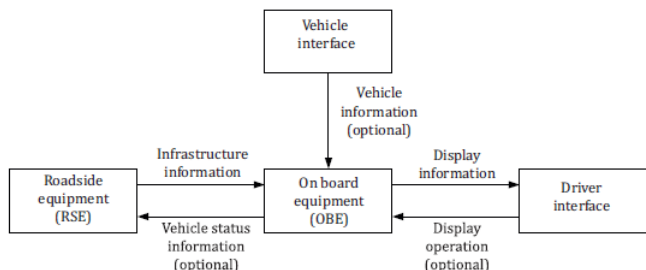 Vehicle
interface
Vehicle
information
(optional)
Infrastructure
information
Display
information
Roadside
equipment
(RSE)
On board
equipment
(OBE)
Driver
interface
Vehicle status
information
(optional)
Display
operation
(optional)